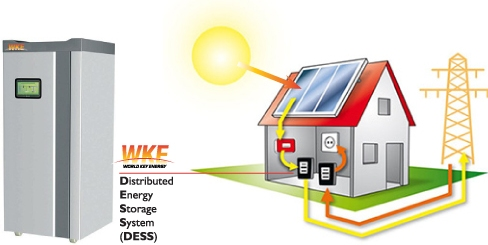 WKE
WKE
WORLD KEY ENERGY
Distributed
Energy
Storage
System
(DESS)